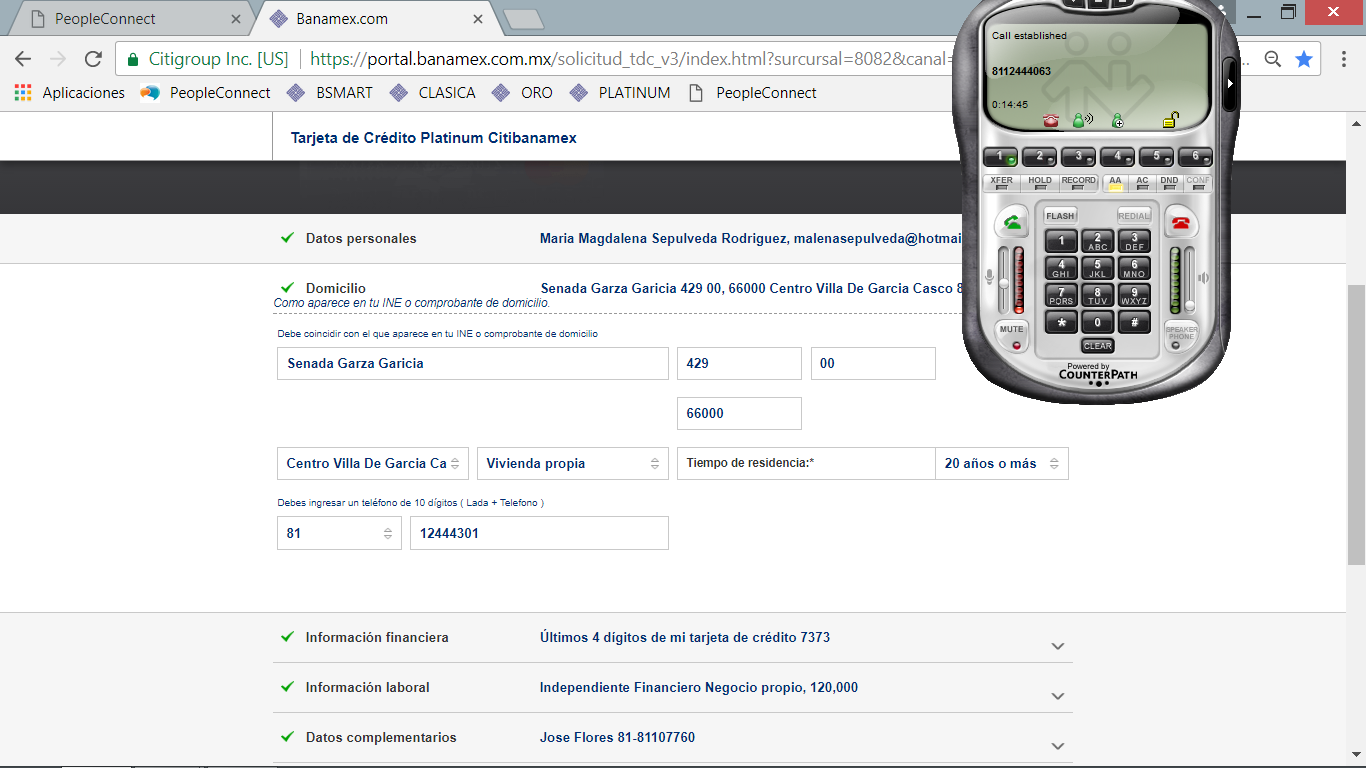 PeopleConnect
Banamex.com
Citigroup Inc. [US]
https://portal.banamex.com.mx/solicitud_tdc_v3/index.html?surcursal=8082&canal=
Aplicaciones
PeopleConnect
BSMART
CLASICA
ORO
PLATINUM
PeopleConnect
Tarjeta de Crédito Platinum Citibanamex
Datos personales
Maria Magdalena Sepulveda Rodriguez, malenasepulveda@hotmai
Domicilio
Senada Garza Garicia 429 00, 66000 Centro Villa De Garcia Casco 8
Como aparece en tu INE o comprobante de domicilio.
Debe coincidir con el que aparece en tu INE o comprobante de domicilio
Senada Garza Garicia
429
00
66000
Centro Villa De Garcia Ca
Vivienda propia
Tiempo de residencia:*
20 años o más
Debes ingresar un teléfono de 10 dígitos ( Lada + Telefono )
81
12444301
Información financiera
Últimos 4 dígitos de mi tarjeta de crédito 7373
Información laboral
Independiente Financiero Negocio propio, 120,000
Datos complementarios
Jose Flores 81-81107760
Call established
8112444063
0:14:45
1 2 3 4 5 6
XFER HOLD RECORD AA AC DND CONF
FLASH REDIAL
1
2 ABC
3 DEF
4 GHI
5 JKL
6 MNO
7 PQRS
8 TUV
9 WXYZ
* 0 #
MUTE
SPEAKER PHONE
CLEAR
Powered by
COUNTERPATH